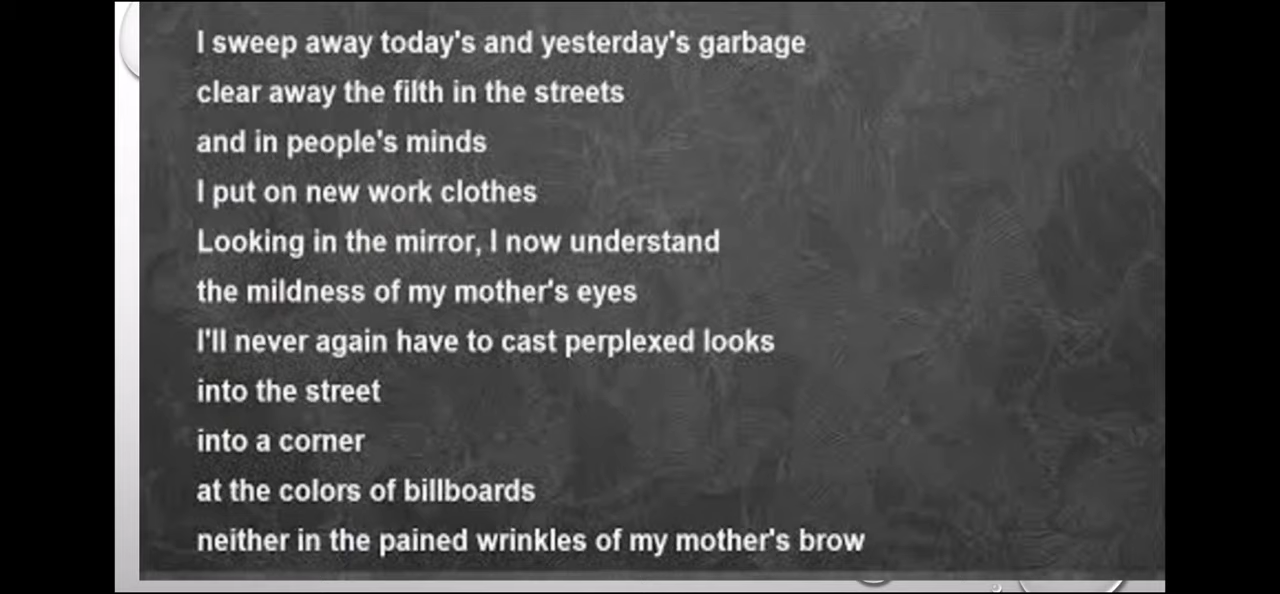 I sweep away today's and yesterday's garbage
clear away the filth in the streets
and in people's minds
I put on new work clothes
Looking in the mirror, I now understand
the mildness of my mother's eyes
I'll never again have to cast perplexed looks
into the street
into a corner
at the colors of billboards
neither in the pained wrinkles of my mother's brow